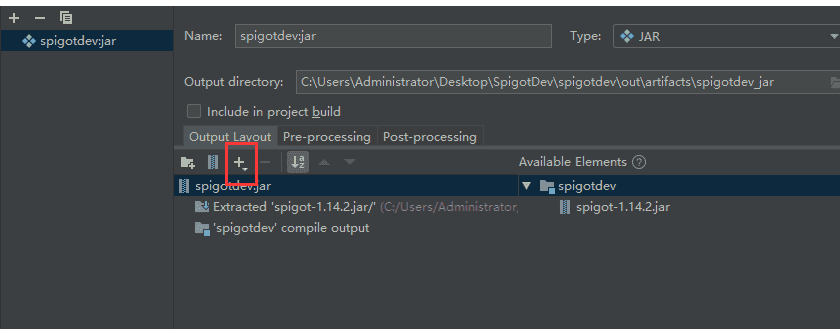 spigotdev:jar
Name: spigotdev:jar Type: JAR
Output directory: C:\Users\Administrator\Desktop\SpigotDev\spigotdev\out\artifacts\spigotdev_jar
Include in project build
Output Layout Pre-processing Post-processing
Available Elements ?
spigotdev.jar spigotdev
Extracted 'spigot-1.14.2.jar/' (C:/Users/Administrator, spigot-1.14.2.jar
'spigotdev' compile output